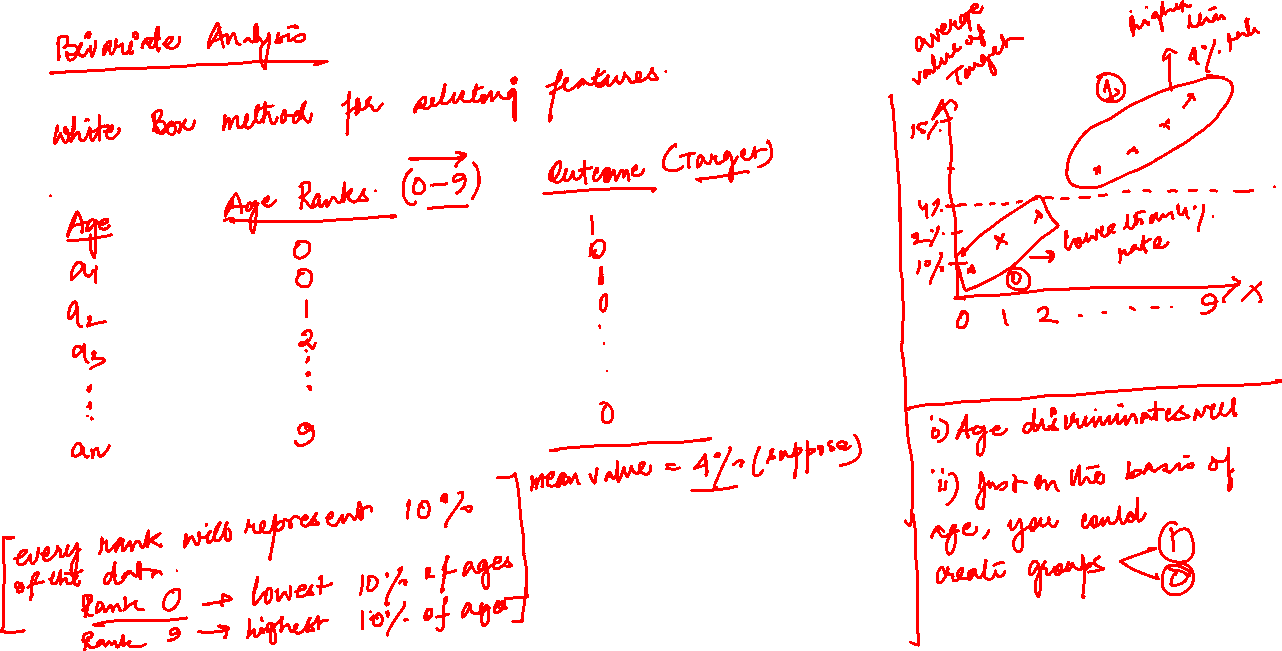 Bivariate Analysis
White Box method for selecting features.
Age Age Ranks (0-9) Outcome (Target)
1
a1 0 0
0 1
a2 1 0
a3 2
an 9 0
mean value = 4% (suppose)
every rank will represent 10%
of the data.
Rank 0 → lowest 10% of ages
Rank 9 → highest 10% of ages
average
value of
Target
higher
than
4% rate
1
15%
4%
2%
10%
lower than 4%
rate
0
0 1 2 . . . . . . 9 X
i) Age discriminates well
ii) Just on the basis of
age, you could
create groups 1
0